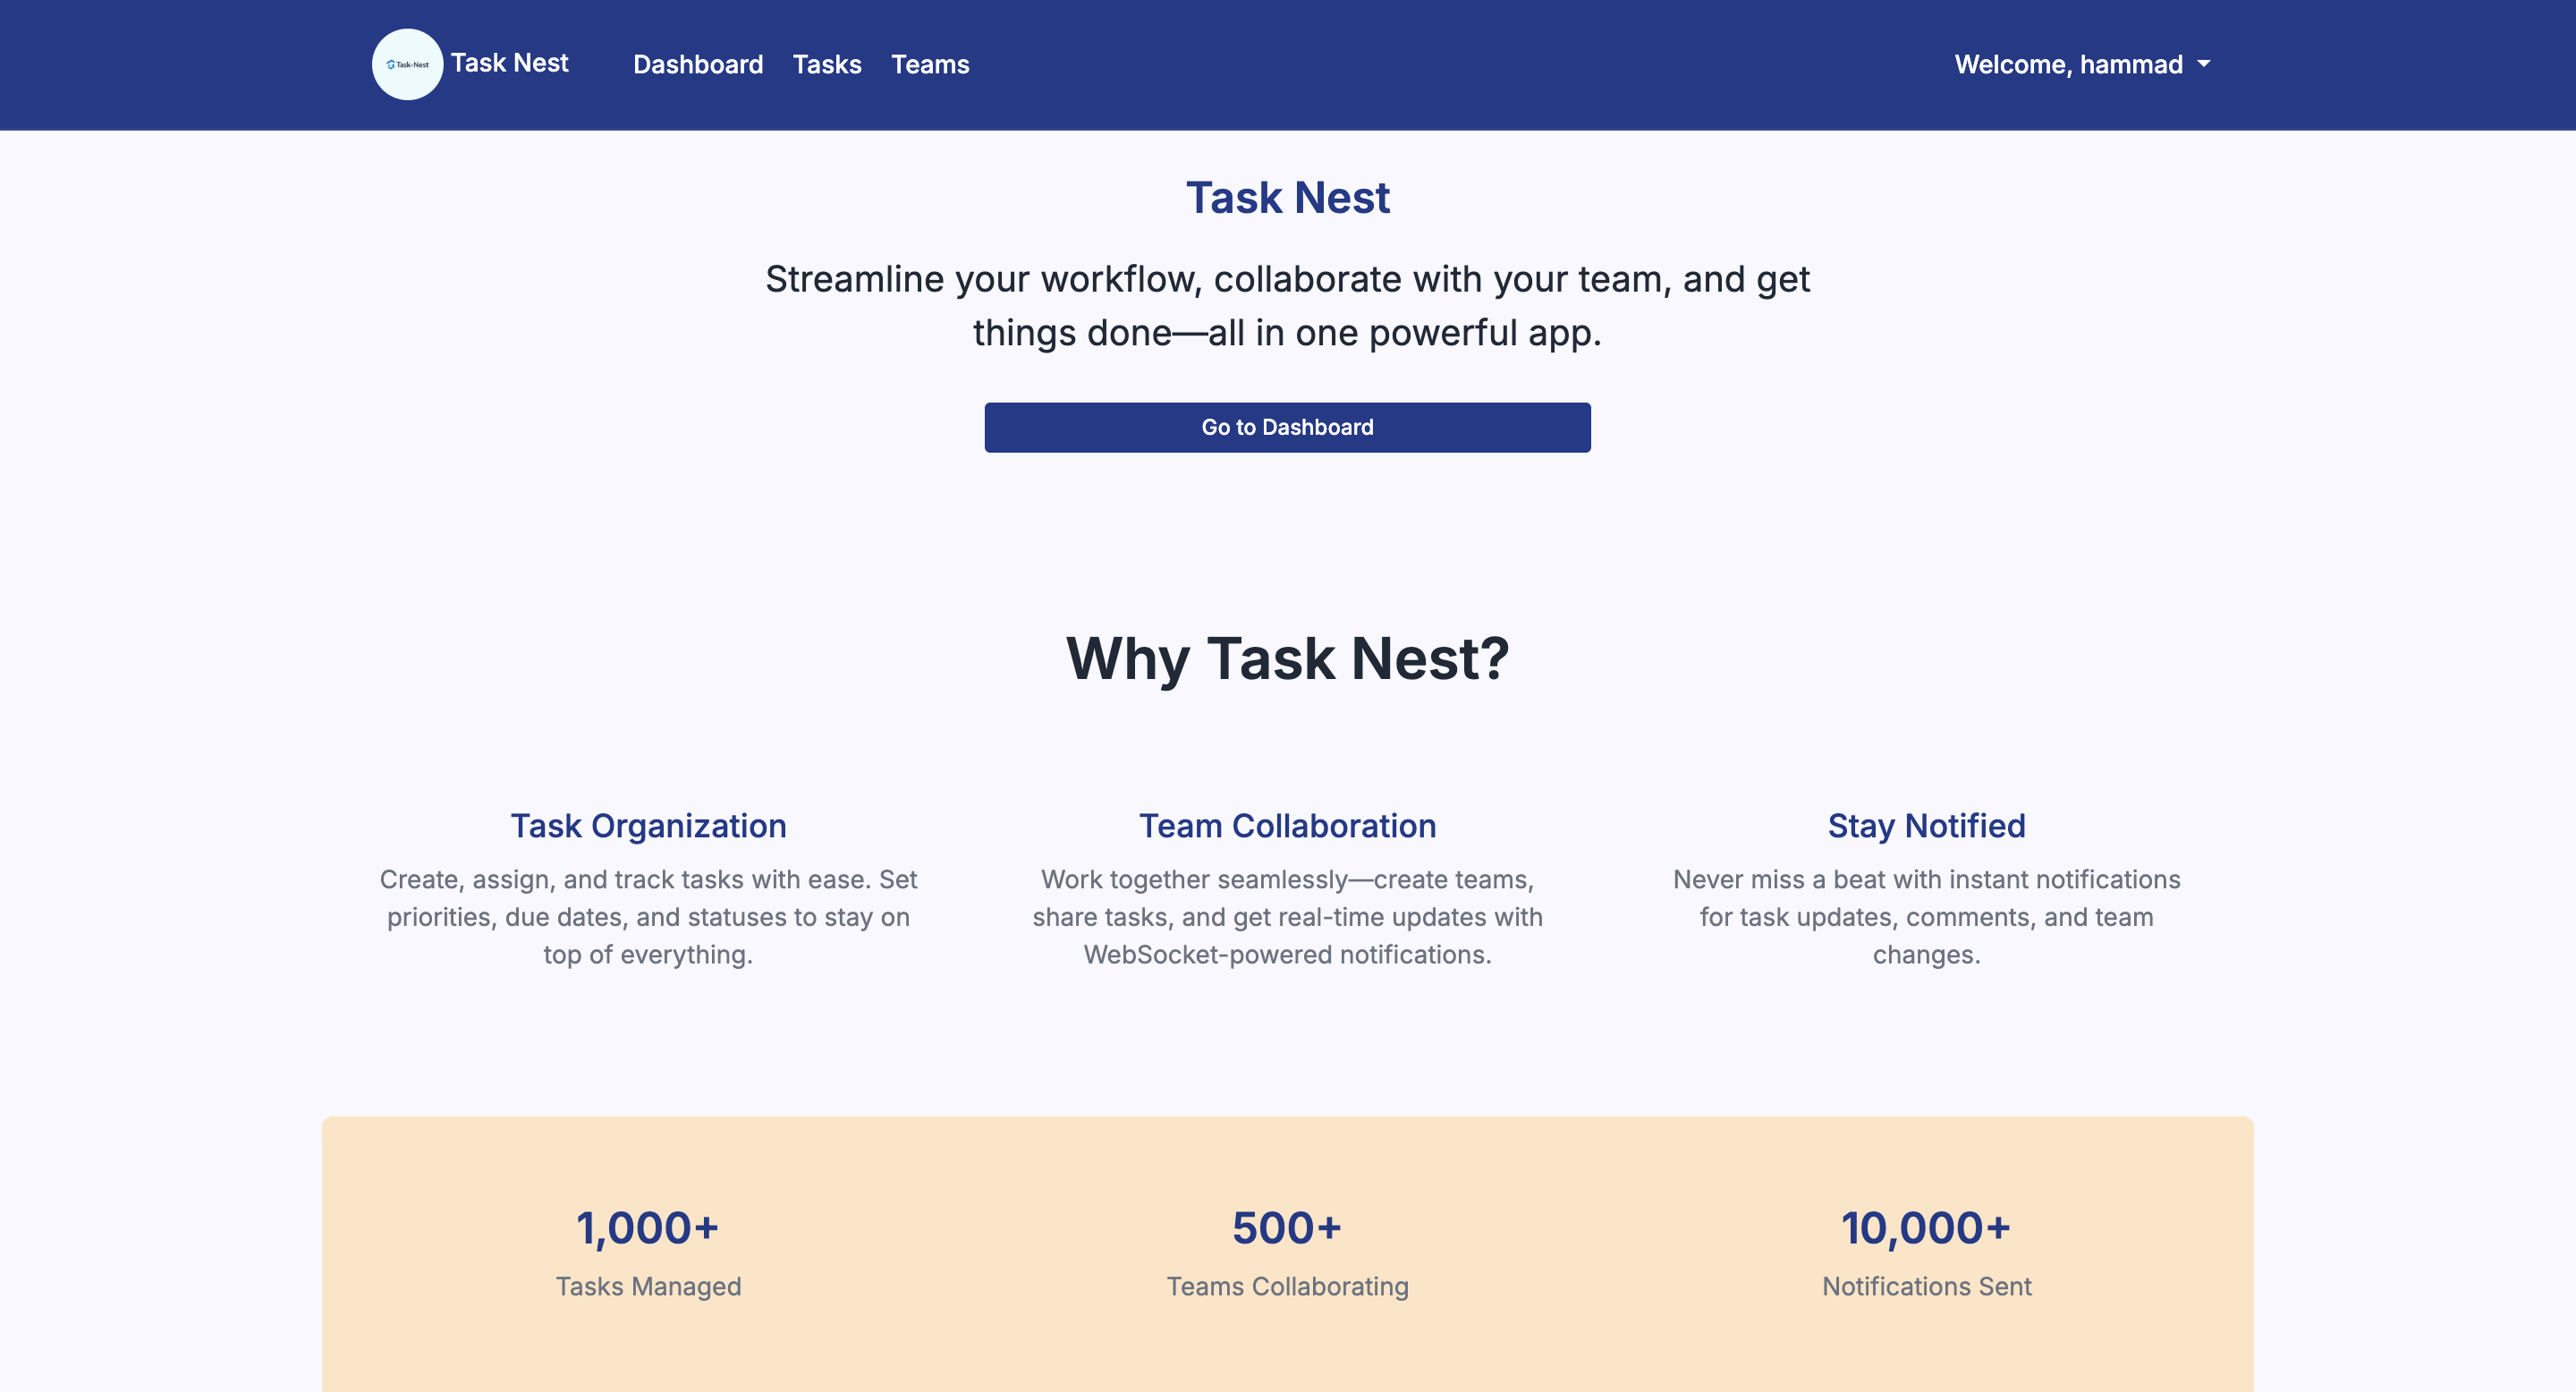 Task-Nest
Task Nest
Dashboard
Tasks
Teams
Welcome, hammad
Task Nest
Streamline your workflow, collaborate with your team, and get
things done—all in one powerful app.
Go to Dashboard
Why Task Nest?
Task Organization
Create, assign, and track tasks with ease. Set
priorities, due dates, and statuses to stay on
top of everything.
Team Collaboration
Work together seamlessly—create teams,
share tasks, and get real-time updates with
WebSocket-powered notifications.
Stay Notified
Never miss a beat with instant notifications
for task updates, comments, and team
changes.
1,000+
Tasks Managed
500+
Teams Collaborating
10,000+
Notifications Sent